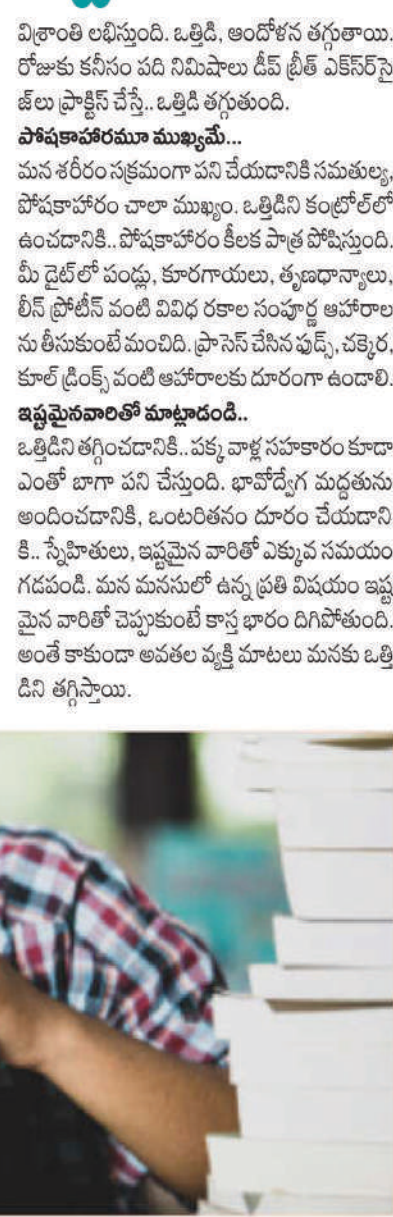 విశ్రాంతి లభిస్తుంది. ఒత్తిడి, ఆందోళన తగ్గుతాయి.
రోజుకు కనీసం పది నిమిషాలు డీప్ బ్రీత్ ఎక్‌సర్‌సై
జ్‌లు ప్రాక్టిస్ చేస్తే.. ఒత్తిడి తగ్గుతుంది.
పోషకాహారమూ ముఖ్యమే...
మన శరీరం సక్రమంగా పని చేయడానికి సమతుల్య,
పోషకాహారం చాలా ముఖ్యం. ఒత్తిడిని కంట్రోల్‌లో
ఉంచడానికి.. పోషకాహారం కీలక పాత్ర పోషిస్తుంది.
మీ డైట్‌లో పండ్లు, కూరగాయలు, తృణధాన్యాలు,
లీన్ ప్రోటీన్ వంటి వివిధ రకాల సంపూర్ణ ఆహారాల
ను తీసుకుంటే మంచిది. ప్రాసెస్ చేసిన ఫుడ్స్, చక్కెర,
కూల్ డ్రింక్స్ వంటి ఆహారాలకు దూరంగా ఉండాలి.
ఇష్టమైనవారితో మాట్లాడండి..
ఒత్తిడిని తగ్గించడానికి.. పక్క వాళ్ల సహకారం కూడా
ఎంతో బాగా పని చేస్తుంది. భావోద్వేగ మద్దతును
అందించడానికి, ఒంటరితనం దూరం చేయడాని
కి.. స్నేహితులు, ఇష్టమైన వారితో ఎక్కువ సమయం
గడపండి. మన మనసులో ఉన్న ప్రతి విషయం ఇష్ట
మైన వారితో చెప్పుకుంటే కాస్త భారం దిగిపోతుంది.
అంతే కాకుండా అవతల వ్యక్తి మాటలు మనకు ఒత్తి
డిని తగ్గిస్తాయి.